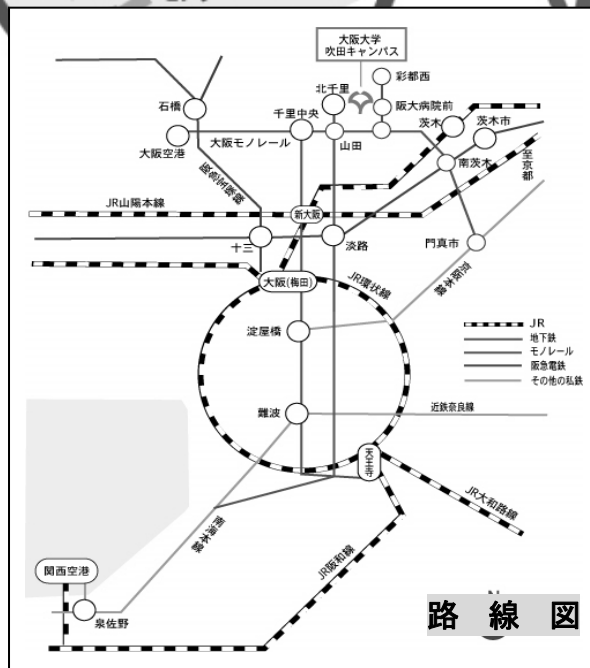 大阪大学
吹田キャンパス
彩都西
北千里
石橋
千里中央
阪大病院前
茨木
茨木市
大阪空港
大阪モノレール
山田
至京都
阪急宝塚線
南茨木
JR山陽本線
新大阪
十三
淡路
門真市
大阪(梅田)
JR環状線
京阪本線
淀屋橋
JR
地下鉄
モノレール
阪急電鉄
その他の私鉄
難波
近鉄奈良線
天王寺
JR大和路線
南海本線
JR阪和線
関西空港
泉佐野
路 線 図